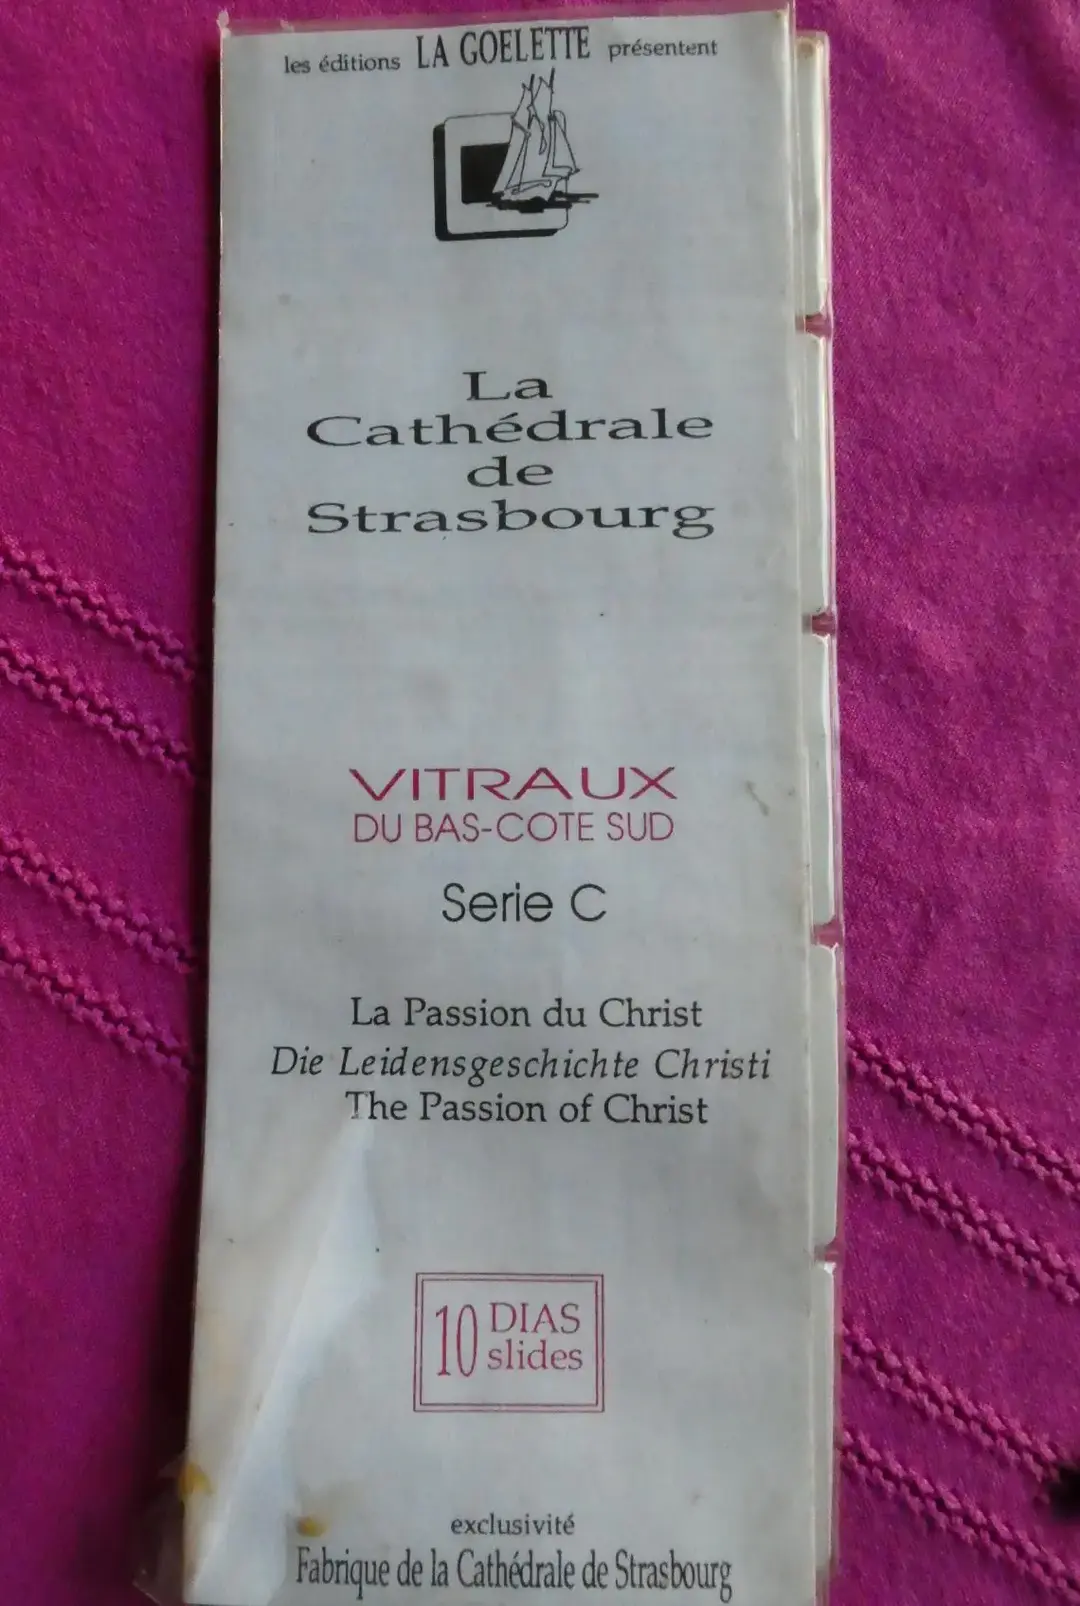 les éditions LA GOELETTE présentent
La
Cathédrale
de
Strasbourg
VITRAUX
DU BAS-COTE SUD
Serie C
La Passion du Christ
Die Leidensgeschichte Christi
The Passion of Christ
10 DIAS
slides
exclusivité
Fabrique de la Cathédrale de Strasbourg